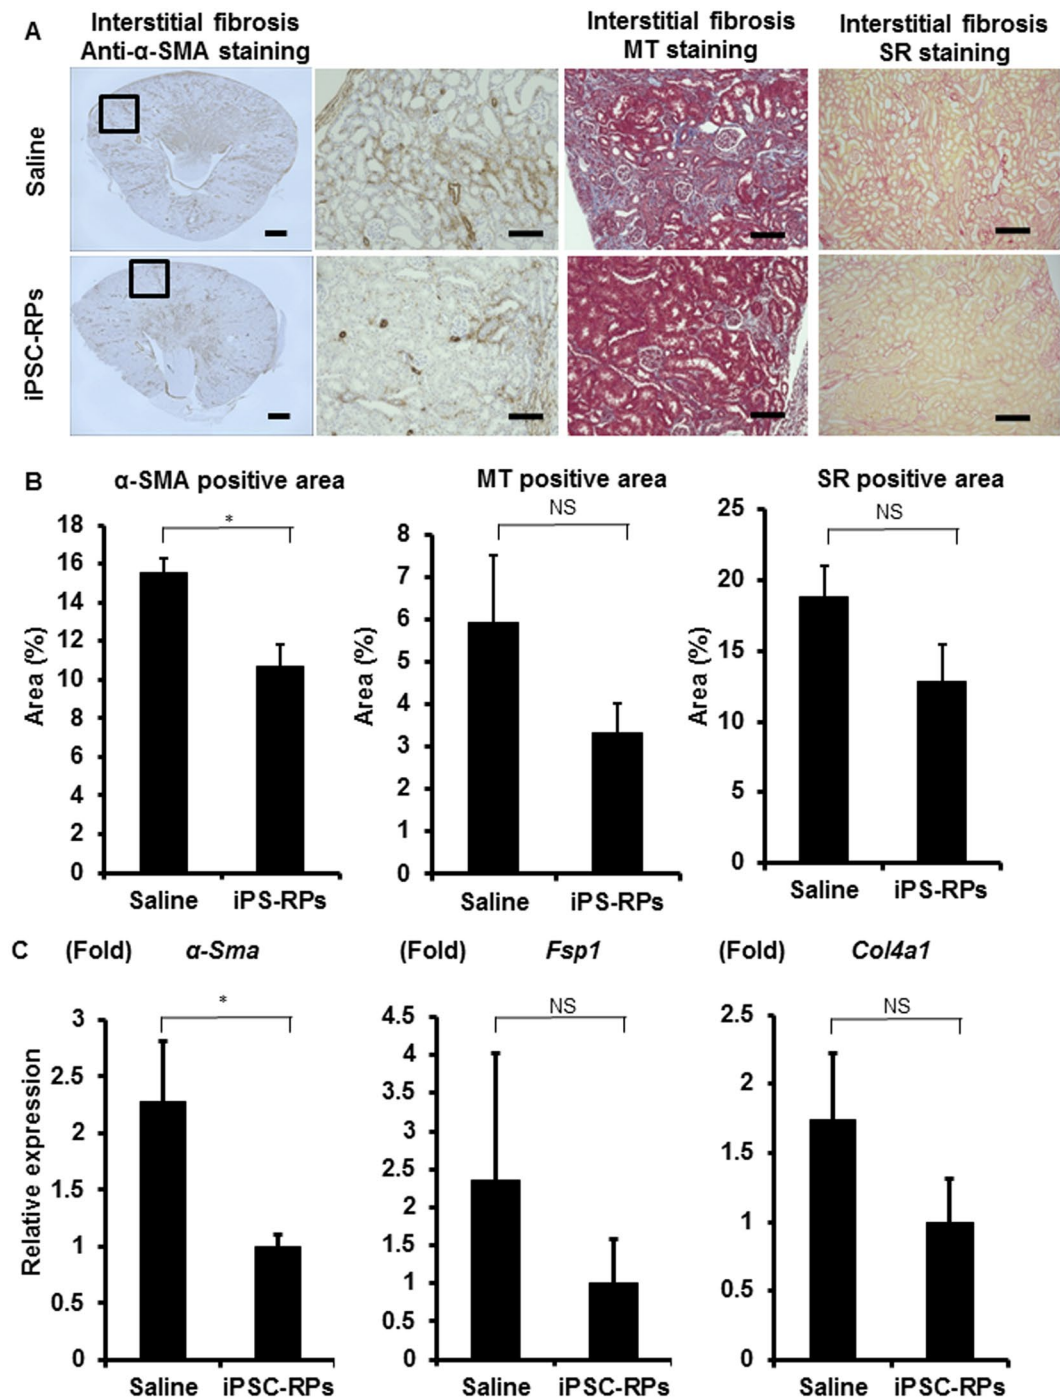 A
Interstitial fibrosis
Anti-α-SMA staining
Interstitial fibrosis
MT staining
Interstitial fibrosis
SR staining
Saline
iPSC-RPs
B
α-SMA positive area
MT positive area
SR positive area
*
NS
NS
Area (%)
18
16
14
12
10
8
6
4
2
0
Saline iPS-RPs
Area (%)
8
7
6
5
4
3
2
1
0
Saline iPS-RPs
Area (%)
25
20
15
10
5
0
Saline iPS-RPs
C
(Fold) α-Sma
(Fold) Fsp1
(Fold) Col4a1
*
NS
NS
Relative expression
3
2.5
2
1.5
1
0.5
0
Saline iPSC-RPs
4.5
4
3.5
3
2.5
2
1.5
1
0.5
0
Saline iPSC-RPs
2.5
2
1.5
1
0.5
0
Saline iPSC-RPs